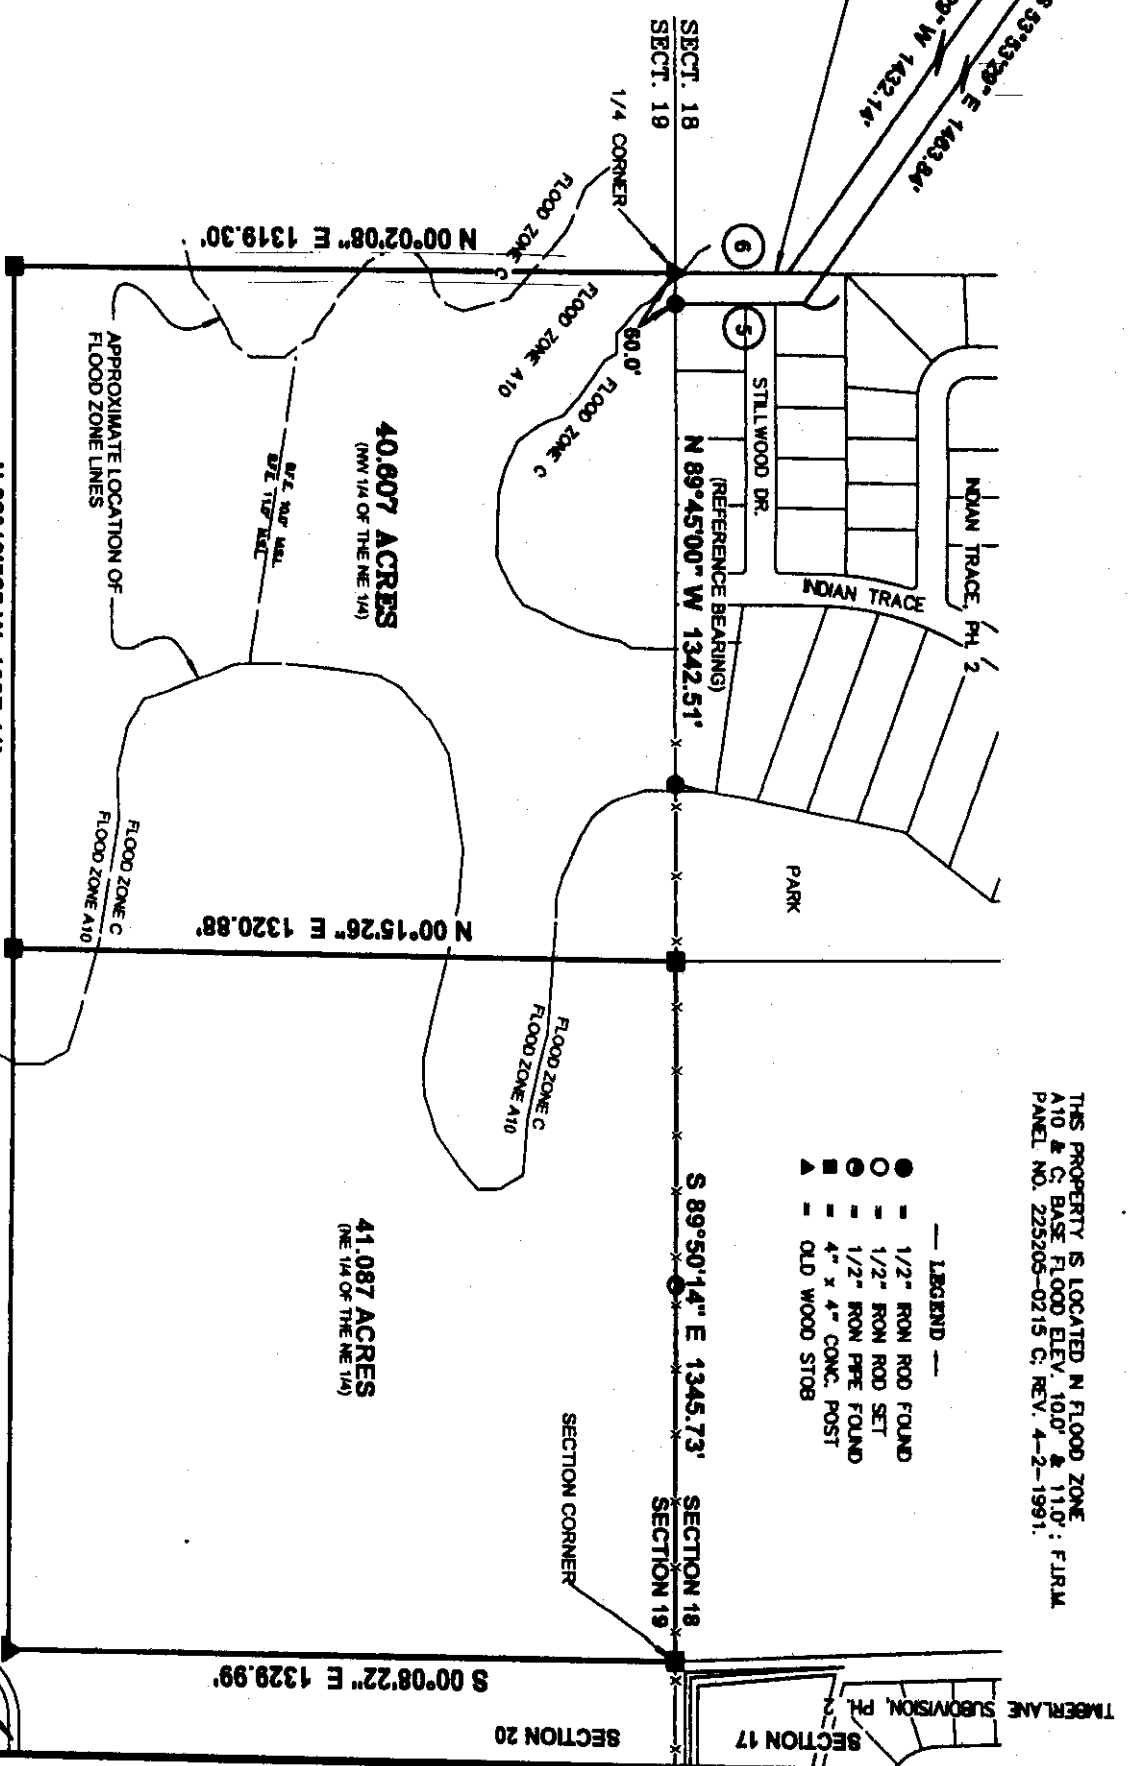 THIS PROPERTY IS LOCATED IN FLOOD ZONE
A10 & C; BASE FLOOD ELEV. 10.0' & 11.0'; F.I.R.M.
PANEL NO. 225205-0215 C; REV. 4-2-1991.
— LEGEND —
● - 1/2" IRON ROD FOUND
○ - 1/2" IRON ROD SET
1/2" IRON PIPE FOUND
■ - 4" x 4" CONC. POST
▲ - OLD WOOD STOB
S 53°53'29" E 1463.84'
29" W 1432.14'
INDIAN TRACE, PH. 2
INDIAN TRACE
STILLWOOD DR.
PARK
6
5
SECT. 18
SECT. 19
1/4 CORNER
(REFERENCE BEARING)
N 89°45'00" W 1342.51'
S 89°50'14" E 1345.73'
SECTION 18
SECTION 19
SECTION CORNER
60.0'
FLOOD ZONE C
FLOOD ZONE A10
FLOOD ZONE C
N 00°02'08" E 1319.30'
40.607 ACRES
(NW 1/4 OF THE NE 1/4)
B.F.E. 10.0' M.S.L.
B.F.E. 11.0' M.S.L.
APPROXIMATE LOCATION OF
FLOOD ZONE LINES
FLOOD ZONE C
FLOOD ZONE A10
N 00°15'26" E 1320.88'
FLOOD ZONE C
FLOOD ZONE A10
41.087 ACRES
(NE 1/4 OF THE NE 1/4)
S 00°08'22" E 1329.99'
SECTION 20
SECTION 17
TIMBERLANE SUBDIVISION, PH. 2